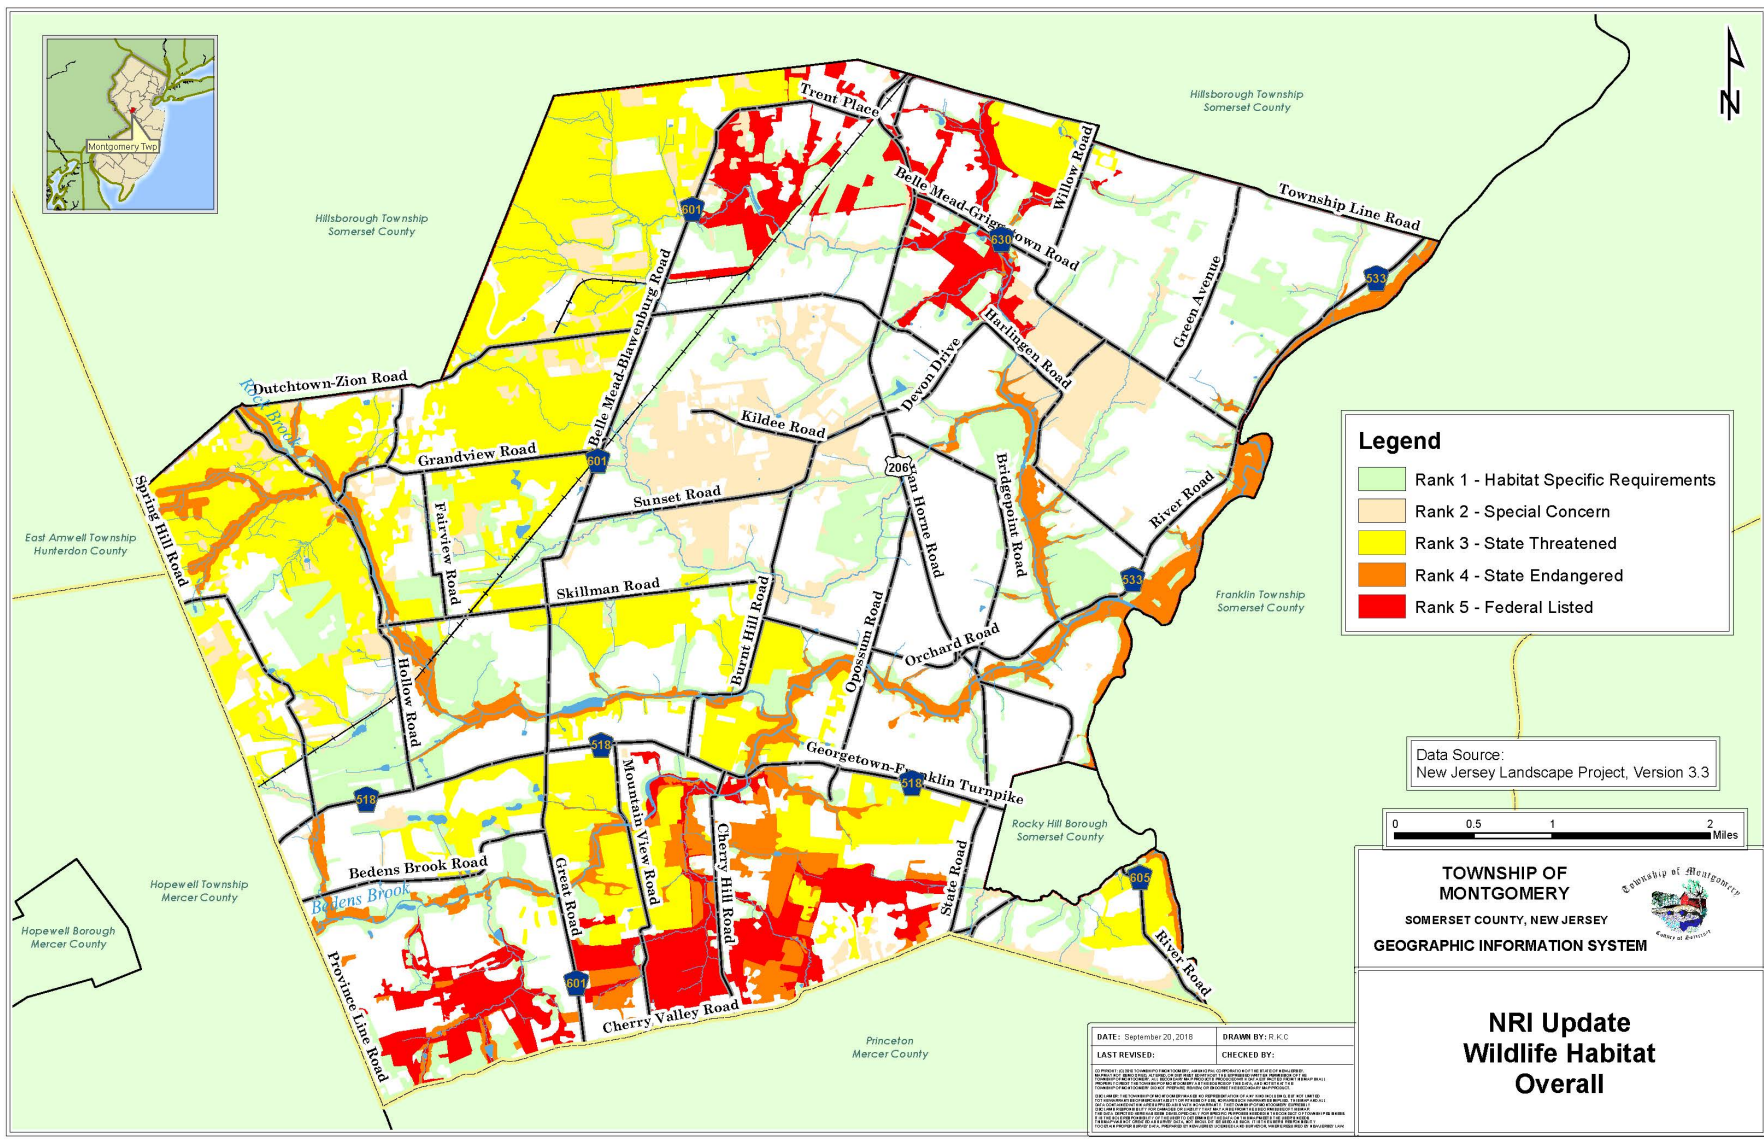 Montgomery Twp
Hillsborough Township
Somerset County
Hillsborough Township
Somerset County
Trent Place
Willow Road
Belle Mead-Griggstown Road
Township Line Road
601
630
533
Green Avenue
Belle Mead-Blawenburg Road
Harlingen Road
Devon Drive
Dutchtown-Zion Road
Rock Brook
Kildee Road
Grandview Road
601
206
Sunset Road
Van Horne Road
Bridgepoint Road
River Road
Spring Hill Road
Fairview Road
East Amwell Township
Hunterdon County
Skillman Road
533
Franklin Township
Somerset County
Burnt Hill Road
Opossum Road
Orchard Road
Hollow Road
518
Georgetown-Franklin Turnpike
518
518
Mountain View Road
Rocky Hill Borough
Somerset County
Cherry Hill Road
State Road
Bedens Brook Road
Great Road
Bedens Brook
605
Hopewell Township
Mercer County
Hopewell Borough
Mercer County
Province Line Road
601
River Road
Cherry Valley Road
Princeton
Mercer County
Legend
Rank 1 - Habitat Specific Requirements
Rank 2 - Special Concern
Rank 3 - State Threatened
Rank 4 - State Endangered
Rank 5 - Federal Listed
Data Source:
New Jersey Landscape Project, Version 3.3
0 0.5 1 2
Miles
TOWNSHIP OF
MONTGOMERY
SOMERSET COUNTY, NEW JERSEY
GEOGRAPHIC INFORMATION SYSTEM
Township of Montgomery
County of Somerset
DATE: September 20, 2018 DRAWN BY: R.K.C
LAST REVISED: CHECKED BY:
NRI Update
Wildlife Habitat
Overall